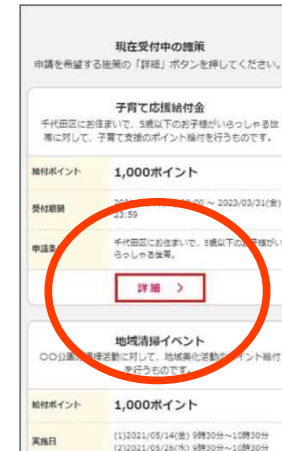 現在受付中の施策
申請を希望する施策の「詳細」ボタンを押してください。
子育て応援給付金
千代田区にお住まいで、5歳以下のお子様がいらっしゃる世
帯に対して、子育て支援のポイント給付を行うものです。
給付ポイント 1,000ポイント
受付期間 :00 ~ 2023/03/31(金)
23:59
申請条 千代田区にお住まいで、5歳以下のお子様がい
らっしゃる世帯。
詳細 >
地域清掃イベント
○○公園 清掃活動に対して、地域美化活動の ポイント給付
を行うものです。
給付ポイント 1,000ポイント
実施日 (1)2021/05/14(金) 9時30分~10時30分
(2)2021/05/26(水) 9時30分~10時30分